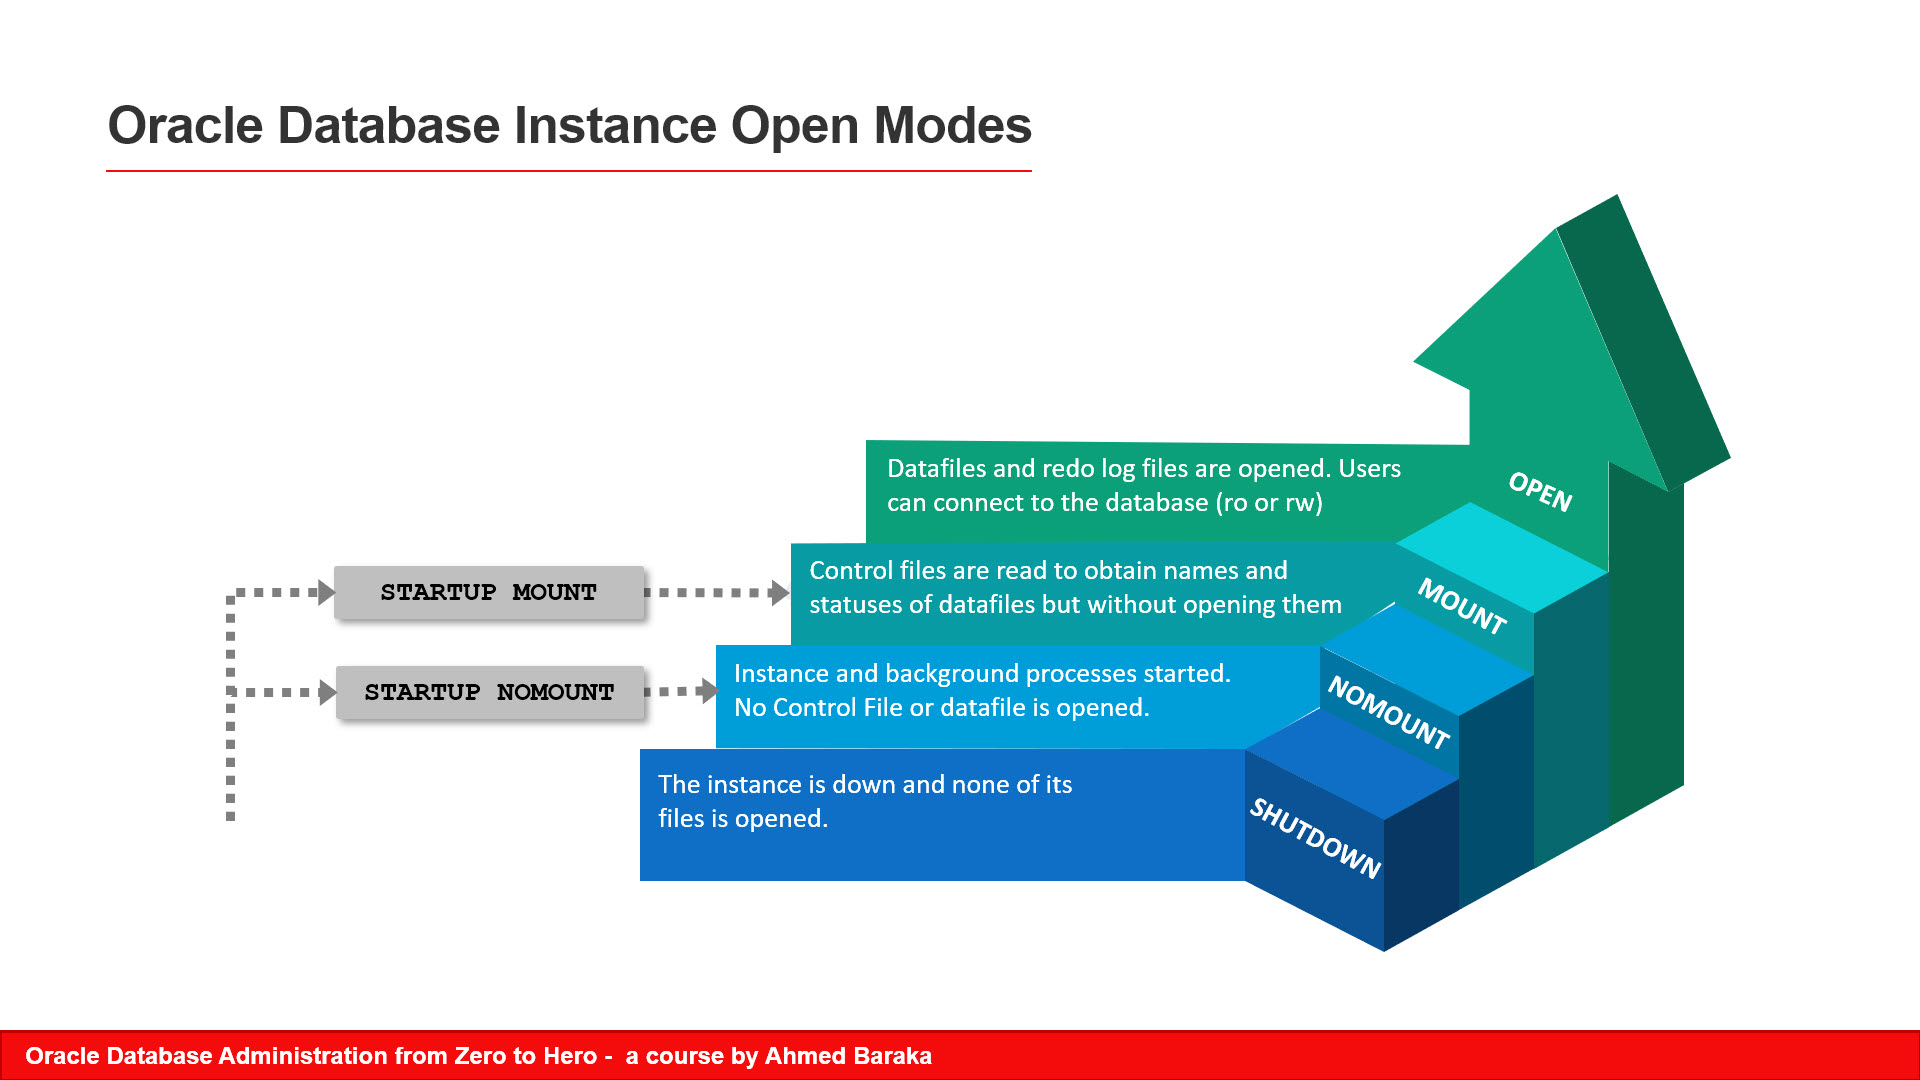 Oracle Database Instance Open Modes
Datafiles and redo log files are opened. Users
can connect to the database (ro or rw)
OPEN
STARTUP MOUNT
Control files are read to obtain names and
statuses of datafiles but without opening them
MOUNT
STARTUP NOMOUNT
Instance and background processes started.
No Control File or datafile is opened.
NOMOUNT
The instance is down and none of its
files is opened.
SHUTDOWN
Oracle Database Administration from Zero to Hero -  a course by Ahmed Baraka